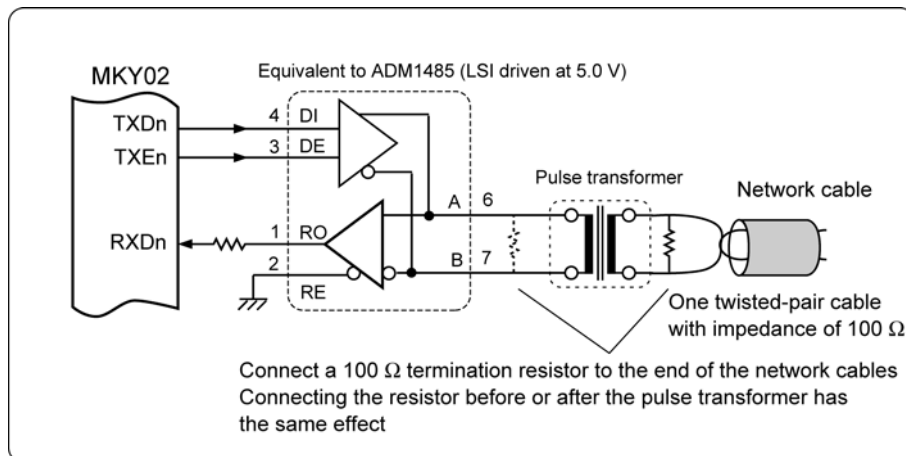 MKY02
Equivalent to ADM1485 (LSI driven at 5.0 V)
TXDn
4
DI
TXEn
3
DE
Pulse transformer
Network cable
A
6
RXDn
1
RO
2
B
7
RE
One twisted-pair cable
with impedance of 100 Ω
Connect a 100 Ω termination resistor to the end of the network cables
Connecting the resistor before or after the pulse transformer has
the same effect